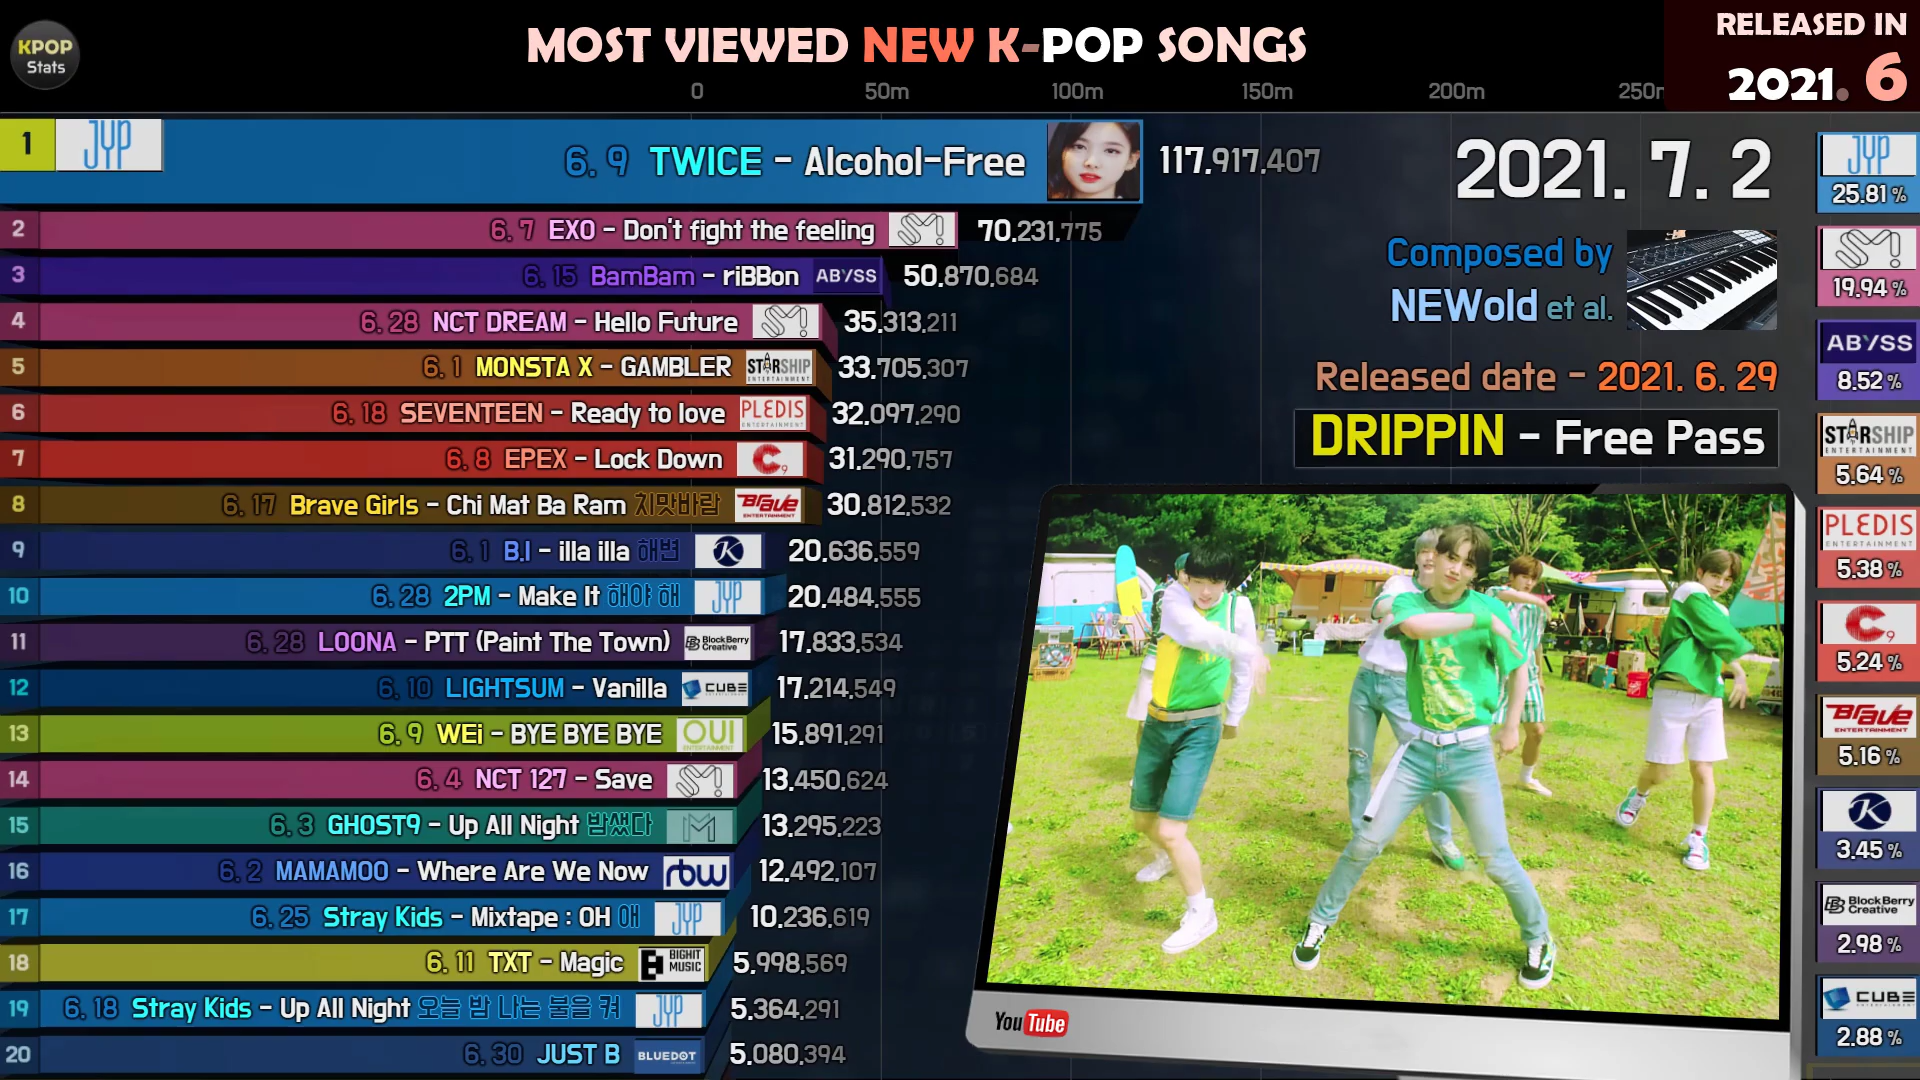 KPOP
Stats
MOST VIEWED NEW K-POP SONGS
RELEASED IN
2021. 6
0 50m 100m 150m 200m 250m
1 JYP 6. 9 TWICE - Alcohol-Free 117,917,407
2 6. 7 EXO - Don't fight the feeling SM! 70,231,775
3 6. 15 BamBam - riBBon ABYSS 50,870,684
4 6. 28 NCT DREAM - Hello Future SM! 35,313,211
5 6. 1 MONSTA X - GAMBLER STARSHIP ENTERTAINMENT 33,705,307
6 6. 18 SEVENTEEN - Ready to love PLEDIS ENTERTAINMENT 32,097,290
7 6. 8 EPEX - Lock Down C9 31,290,757
8 6. 17 Brave Girls - Chi Mat Ba Ram 치맛바람 BRAVE ENTERTAINMENT 30,812,532
9 6. 1 B.I - illa illa 해변 K 20,636,559
10 6. 28 2PM - Make It 해야 해 JYP 20,484,555
11 6. 28 LOONA - PTT (Paint The Town) BlockBerry Creative 17,833,534
12 6. 10 LIGHTSUM - Vanilla CUBE 17,214,549
13 6. 9 WEi - BYE BYE BYE OUI ENTERTAINMENT 15,891,291
14 6. 4 NCT 127 - Save SM! 13,450,624
15 6. 3 GHOST9 - Up All Night 밤샜다 M 13,295,223
16 6. 2 MAMAMOO - Where Are We Now rbw 12,492,107
17 6. 25 Stray Kids - Mixtape : OH 애 JYP 10,236,619
18 6. 11 TXT - Magic BIGHIT MUSIC 5,998,569
19 6. 18 Stray Kids - Up All Night 오늘 밤 나는 불을 켜 JYP 5,364,291
20 6. 30 JUST B BLUEDOT 5,080,394
2021. 7. 2
Composed by
NEWold et al.
Released date - 2021. 6. 29
DRIPPIN - Free Pass
YouTube
JYP
25.81 %
SM!
19.94 %
ABYSS
8.52 %
STARSHIP
ENTERTAINMENT
5.64 %
PLEDIS
ENTERTAINMENT
5.38 %
C9
5.24 %
BRAVE
ENTERTAINMENT
5.16 %
K
3.45 %
BlockBerry
Creative
2.98 %
CUBE
2.88 %